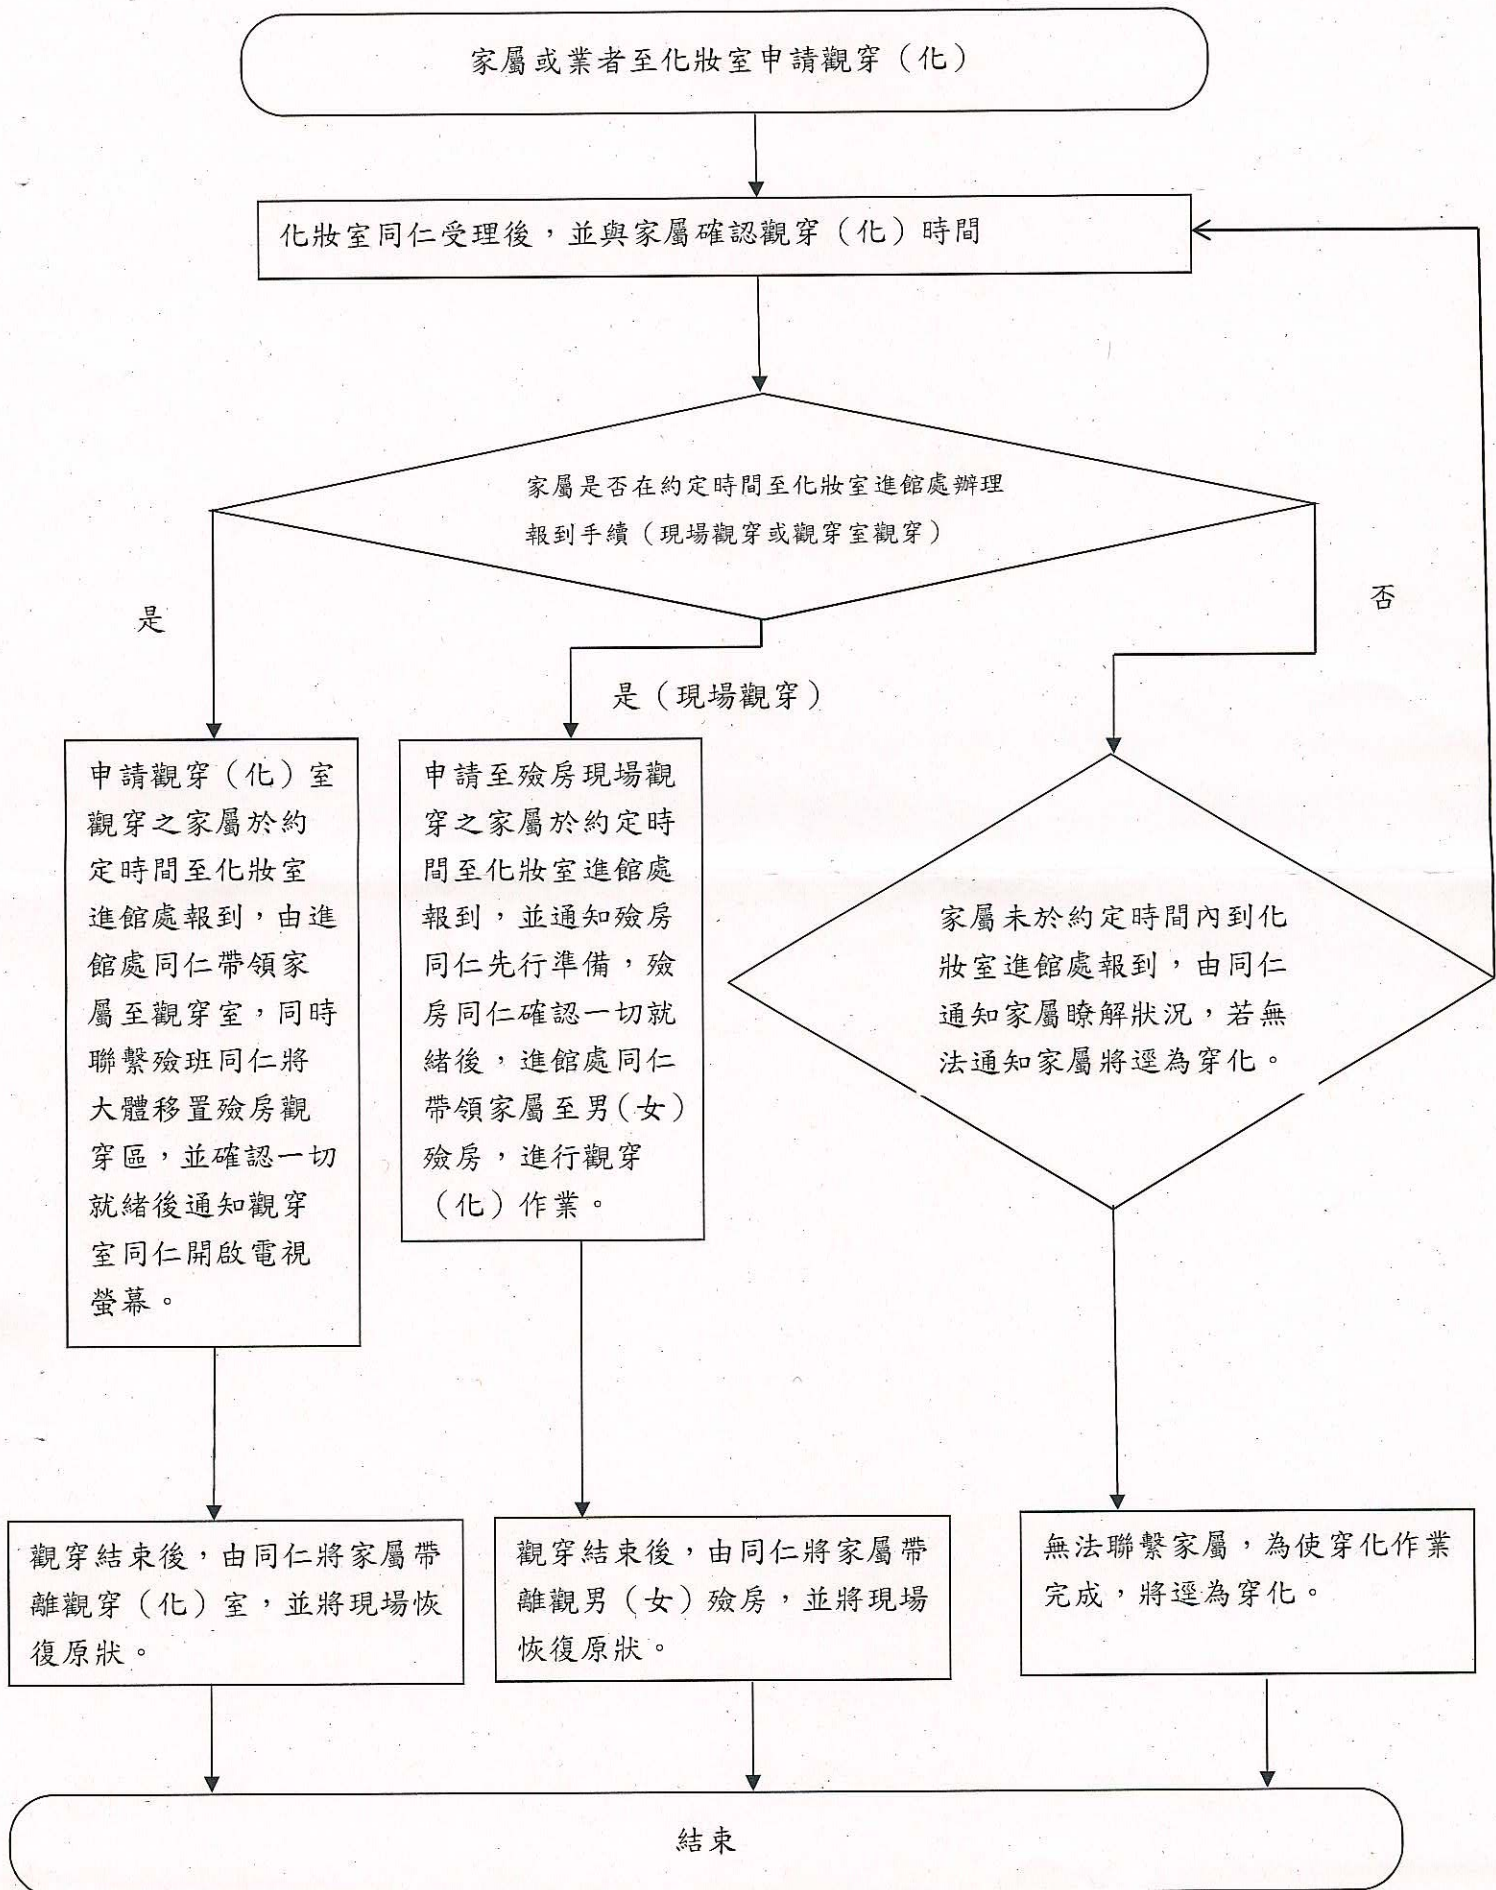 家屬或業者至化妝室申請觀穿（化）
化妝室同仁受理後，並與家屬確認觀穿（化）時間
家屬是否在約定時間至化妝室進館處辦理
報到手續（現場觀穿或觀穿室觀穿）
是
否
是（現場觀穿）
申請觀穿（化）室
觀穿之家屬於約
定時間至化妝室
進館處報到，由進
館處同仁帶領家
屬至觀穿室，同時
聯繫殮班同仁將
大體移置殮房觀
穿區，並確認一切
就緒後通知觀穿
室同仁開啟電視
螢幕。
申請至殮房現場觀
穿之家屬於約定時
間至化妝室進館處
報到，並通知殮房
同仁先行準備，殮
房同仁確認一切就
緒後，進館處同仁
帶領家屬至男（女）
殮房，進行觀穿
（化）作業。
家屬未於約定時間內到化
妝室進館處報到，由同仁
通知家屬瞭解狀況，若無
法通知家屬將逕為穿化。
觀穿結束後，由同仁將家屬帶
離觀穿（化）室，並將現場恢
復原狀。
觀穿結束後，由同仁將家屬帶
離觀男（女）殮房，並將現場
恢復原狀。
無法聯繫家屬，為使穿化作業
完成，將逕為穿化。
結束